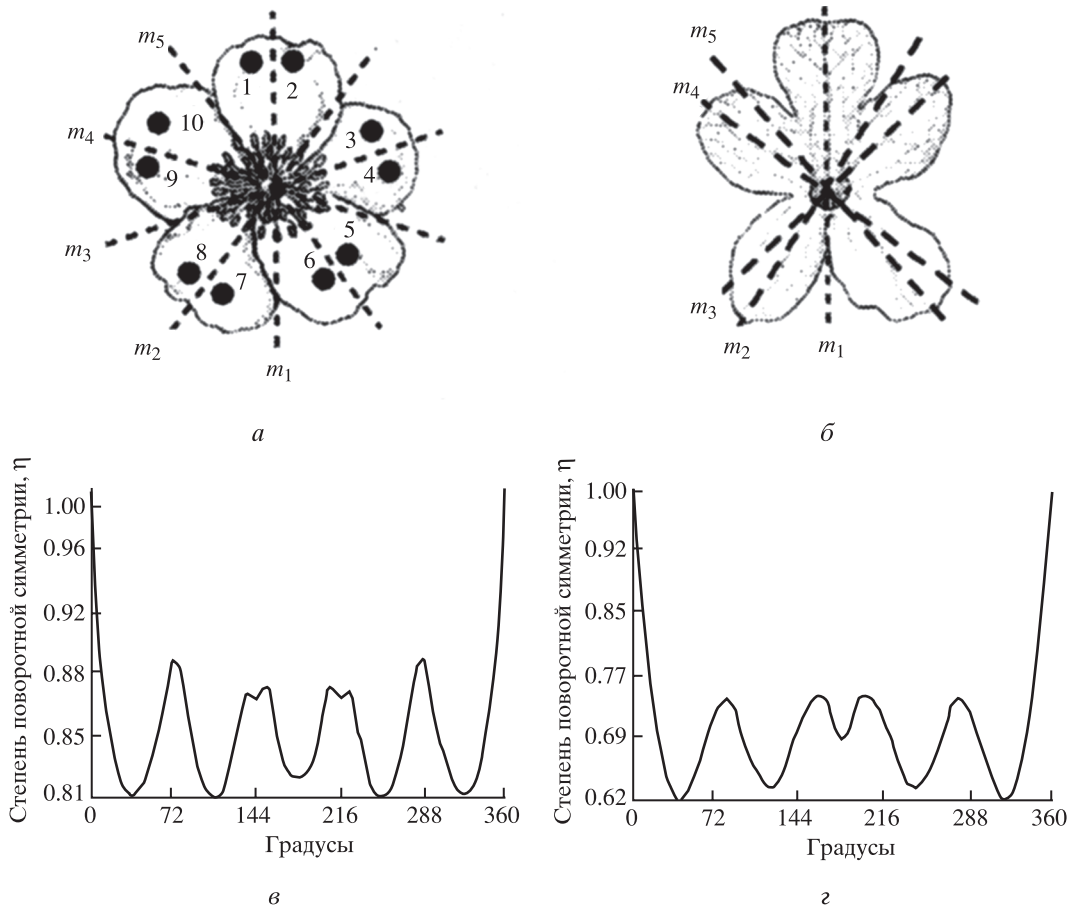 m5
m4
m3
m2
m1
1
2
3
4
5
6
7
8
9
10
а
m5
m4
m3
m2
m1
б
Степень поворотной симметрии, η
1.00
0.96
0.92
0.88
0.85
0.81
0
72
144
216
288
360
Градусы
в
Степень поворотной симметрии, η
1.00
0.92
0.85
0.77
0.69
0.62
0
72
144
216
288
360
Градусы
г